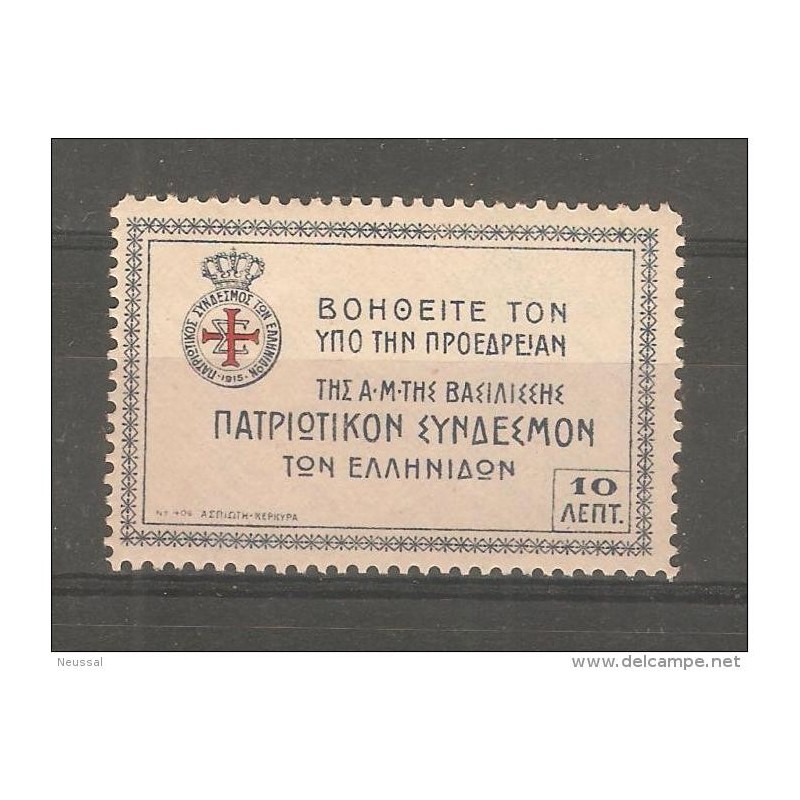 ΠΑΤΡΙΩΤΙΚΟΣ ΣΥΝΔΕΣΜΟΣ ΤΩΝ ΕΛΛΗΝΙΔΩΝ
·1915·
ΒΟΗΘΕΙΤΕ ΤΟΝ
ΥΠΟ ΤΗΝ ΠΡΟΕΔΡΕΙΑΝ
ΤΗΣ Α·Μ·ΤΗΣ ΒΑΣΙΛΙΣΣΗΣ
ΠΑΤΡΙΩΤΙΚΟΝ ΣΥΝΔΕΣΜΟΝ
ΤΩΝ ΕΛΛΗΝΙΔΩΝ
10
ΛΕΠΤ.
ΑΣΠΙΩΤΗ-ΚΕΡΚΥΡΑ
Neussal
www.delcampe.net